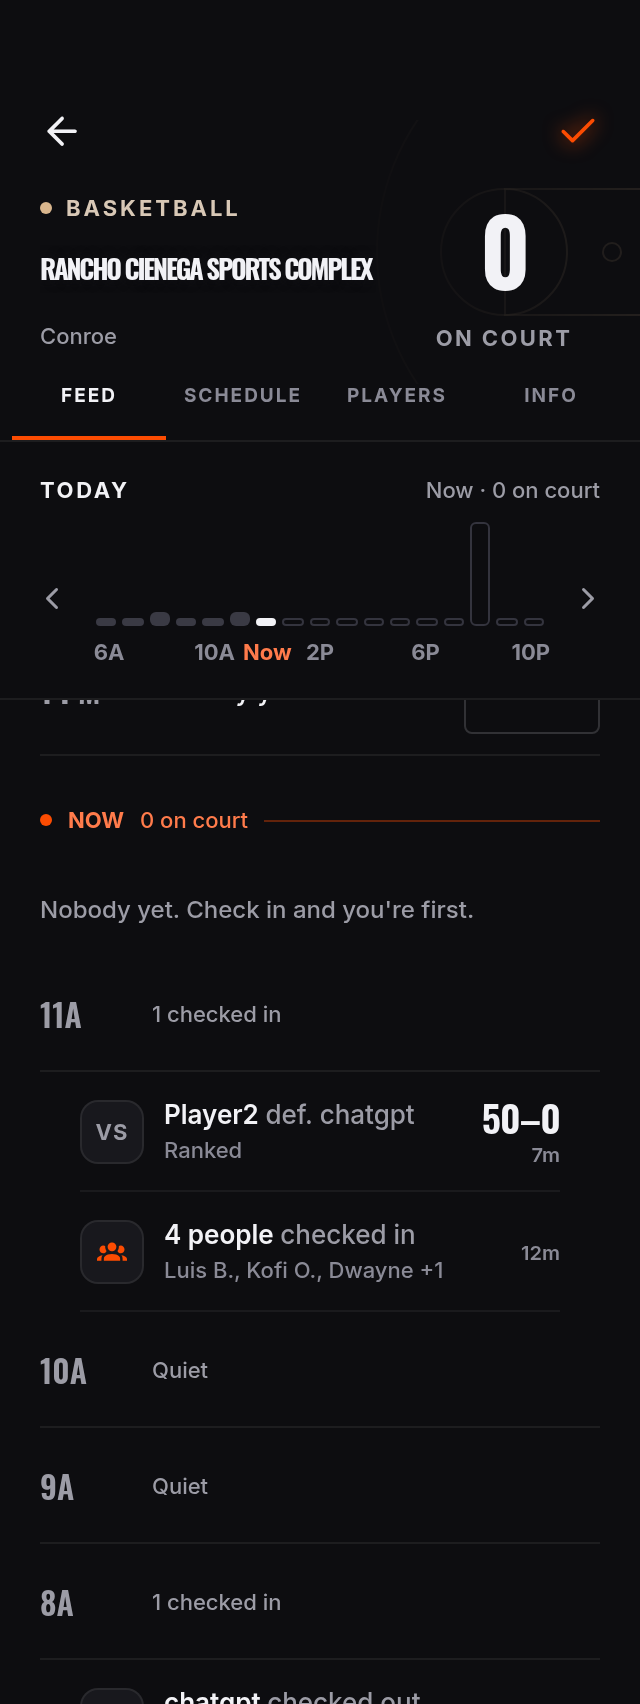 BASKETBALL
RANCHO CIENEGA SPORTS COMPLEX
Conroe
0
ON COURT
FEED SCHEDULE PLAYERS INFO
TODAY Now · 0 on court
6A 10A Now 2P 6P 10P
NOW 0 on court
Nobody yet. Check in and you're first.
11A 1 checked in
VS Player2 def. chatgpt 50–0
Ranked 7m
4 people checked in 12m
Luis B., Kofi O., Dwayne +1
10A Quiet
9A Quiet
8A 1 checked in
chatgpt checked out